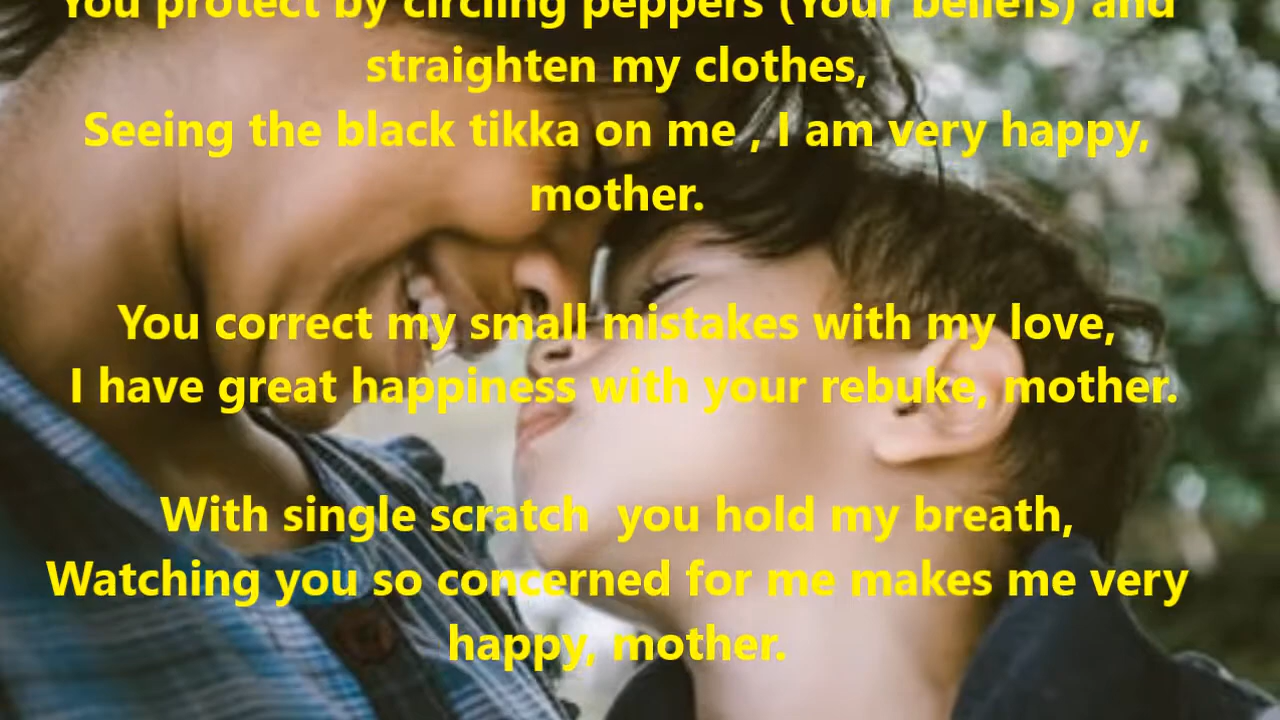 You protect by circling peppers (Your beliefs) and
straighten my clothes,
Seeing the black tikka on me , I am very happy,
mother.
You correct my small mistakes with my love,
I have great happiness with your rebuke, mother.
With single scratch  you hold my breath,
Watching you so concerned for me makes me very
happy, mother.